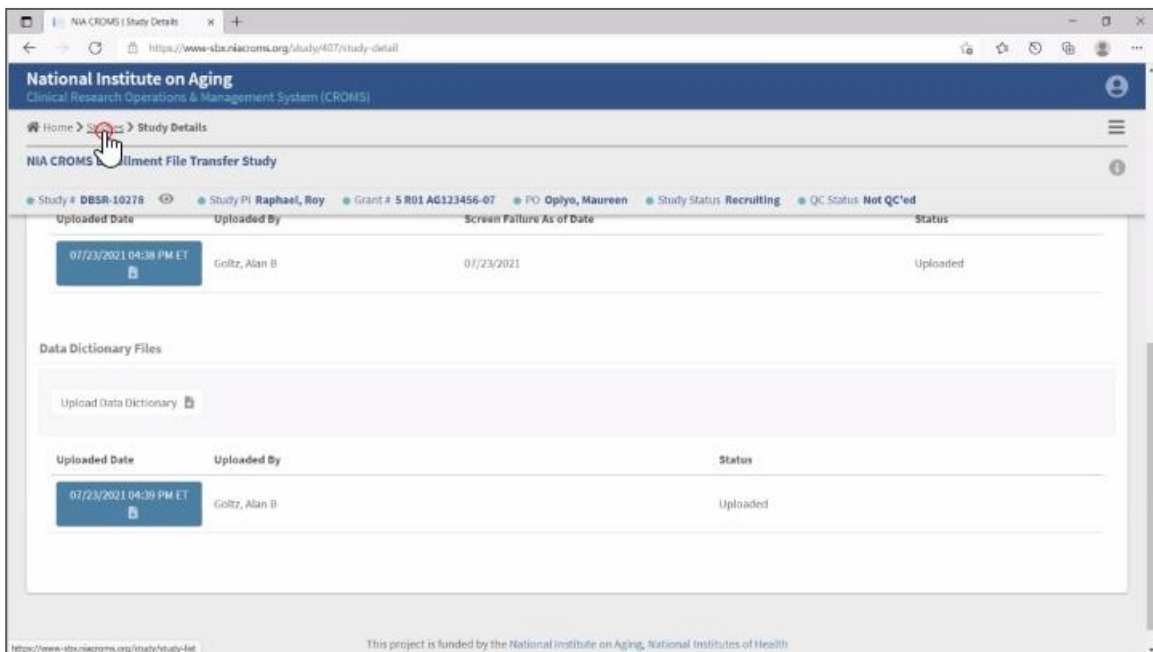 NIA CROMS | Study Details
https://www-sbx.niacroms.org/study/407/study-detail
National Institute on Aging
Clinical Research Operations & Management System (CROMS)
Home > Studies > Study Details
NIA CROMS Enrollment File Transfer Study
Study # DBSR-10278 Study PI Raphael, Roy Grant # 5 R01 AG123456-07 PO Opiyo, Maureen Study Status Recruiting QC Status Not QC'ed
Uploaded Date Uploaded By Screen Failure As of Date Status
07/23/2021 04:38 PM ET Goltz, Alan B 07/23/2021 Uploaded
Data Dictionary Files
Upload Data Dictionary
Uploaded Date Uploaded By Status
07/23/2021 04:39 PM ET Goltz, Alan B Uploaded
This project is funded by the National Institute on Aging, National Institutes of Health
https://www-sbx.niacroms.org/study/study-list